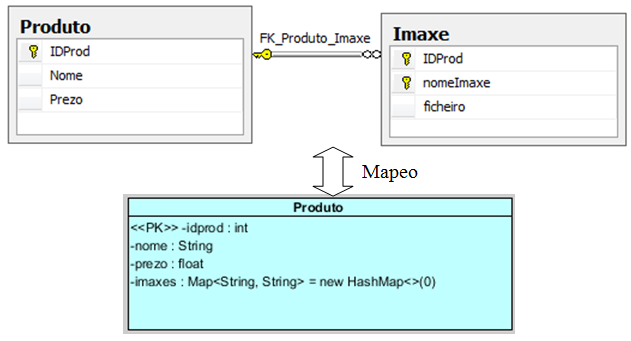 Produto
IDProd
Nome
Prezo
FK_Produto_Imaxe
Imaxe
IDProd
nomeImaxe
ficheiro
Mapeo
Produto
<<PK>> -idprod : int
-nome : String
-prezo : float
-imaxes : Map<String, String> = new HashMap<>(0)